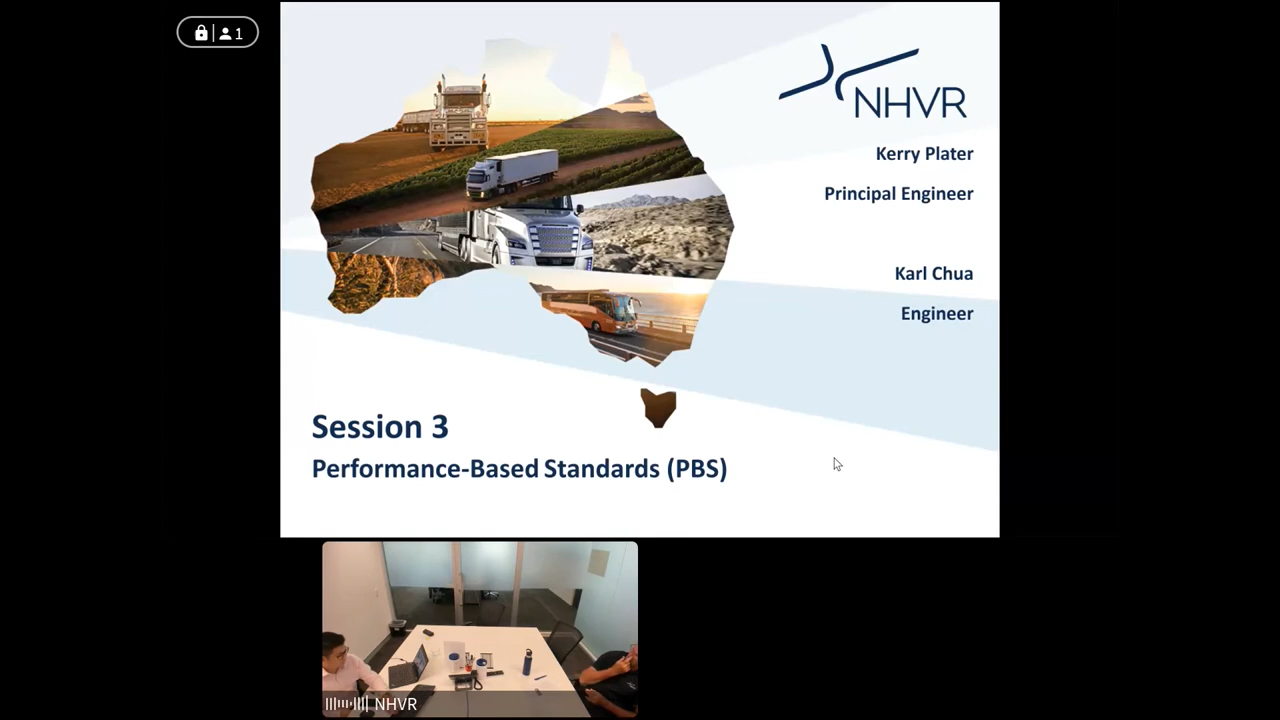 1
NHVR
Kerry Plater
Principal Engineer
Karl Chua
Engineer
Session 3
Performance-Based Standards (PBS)
NHVR